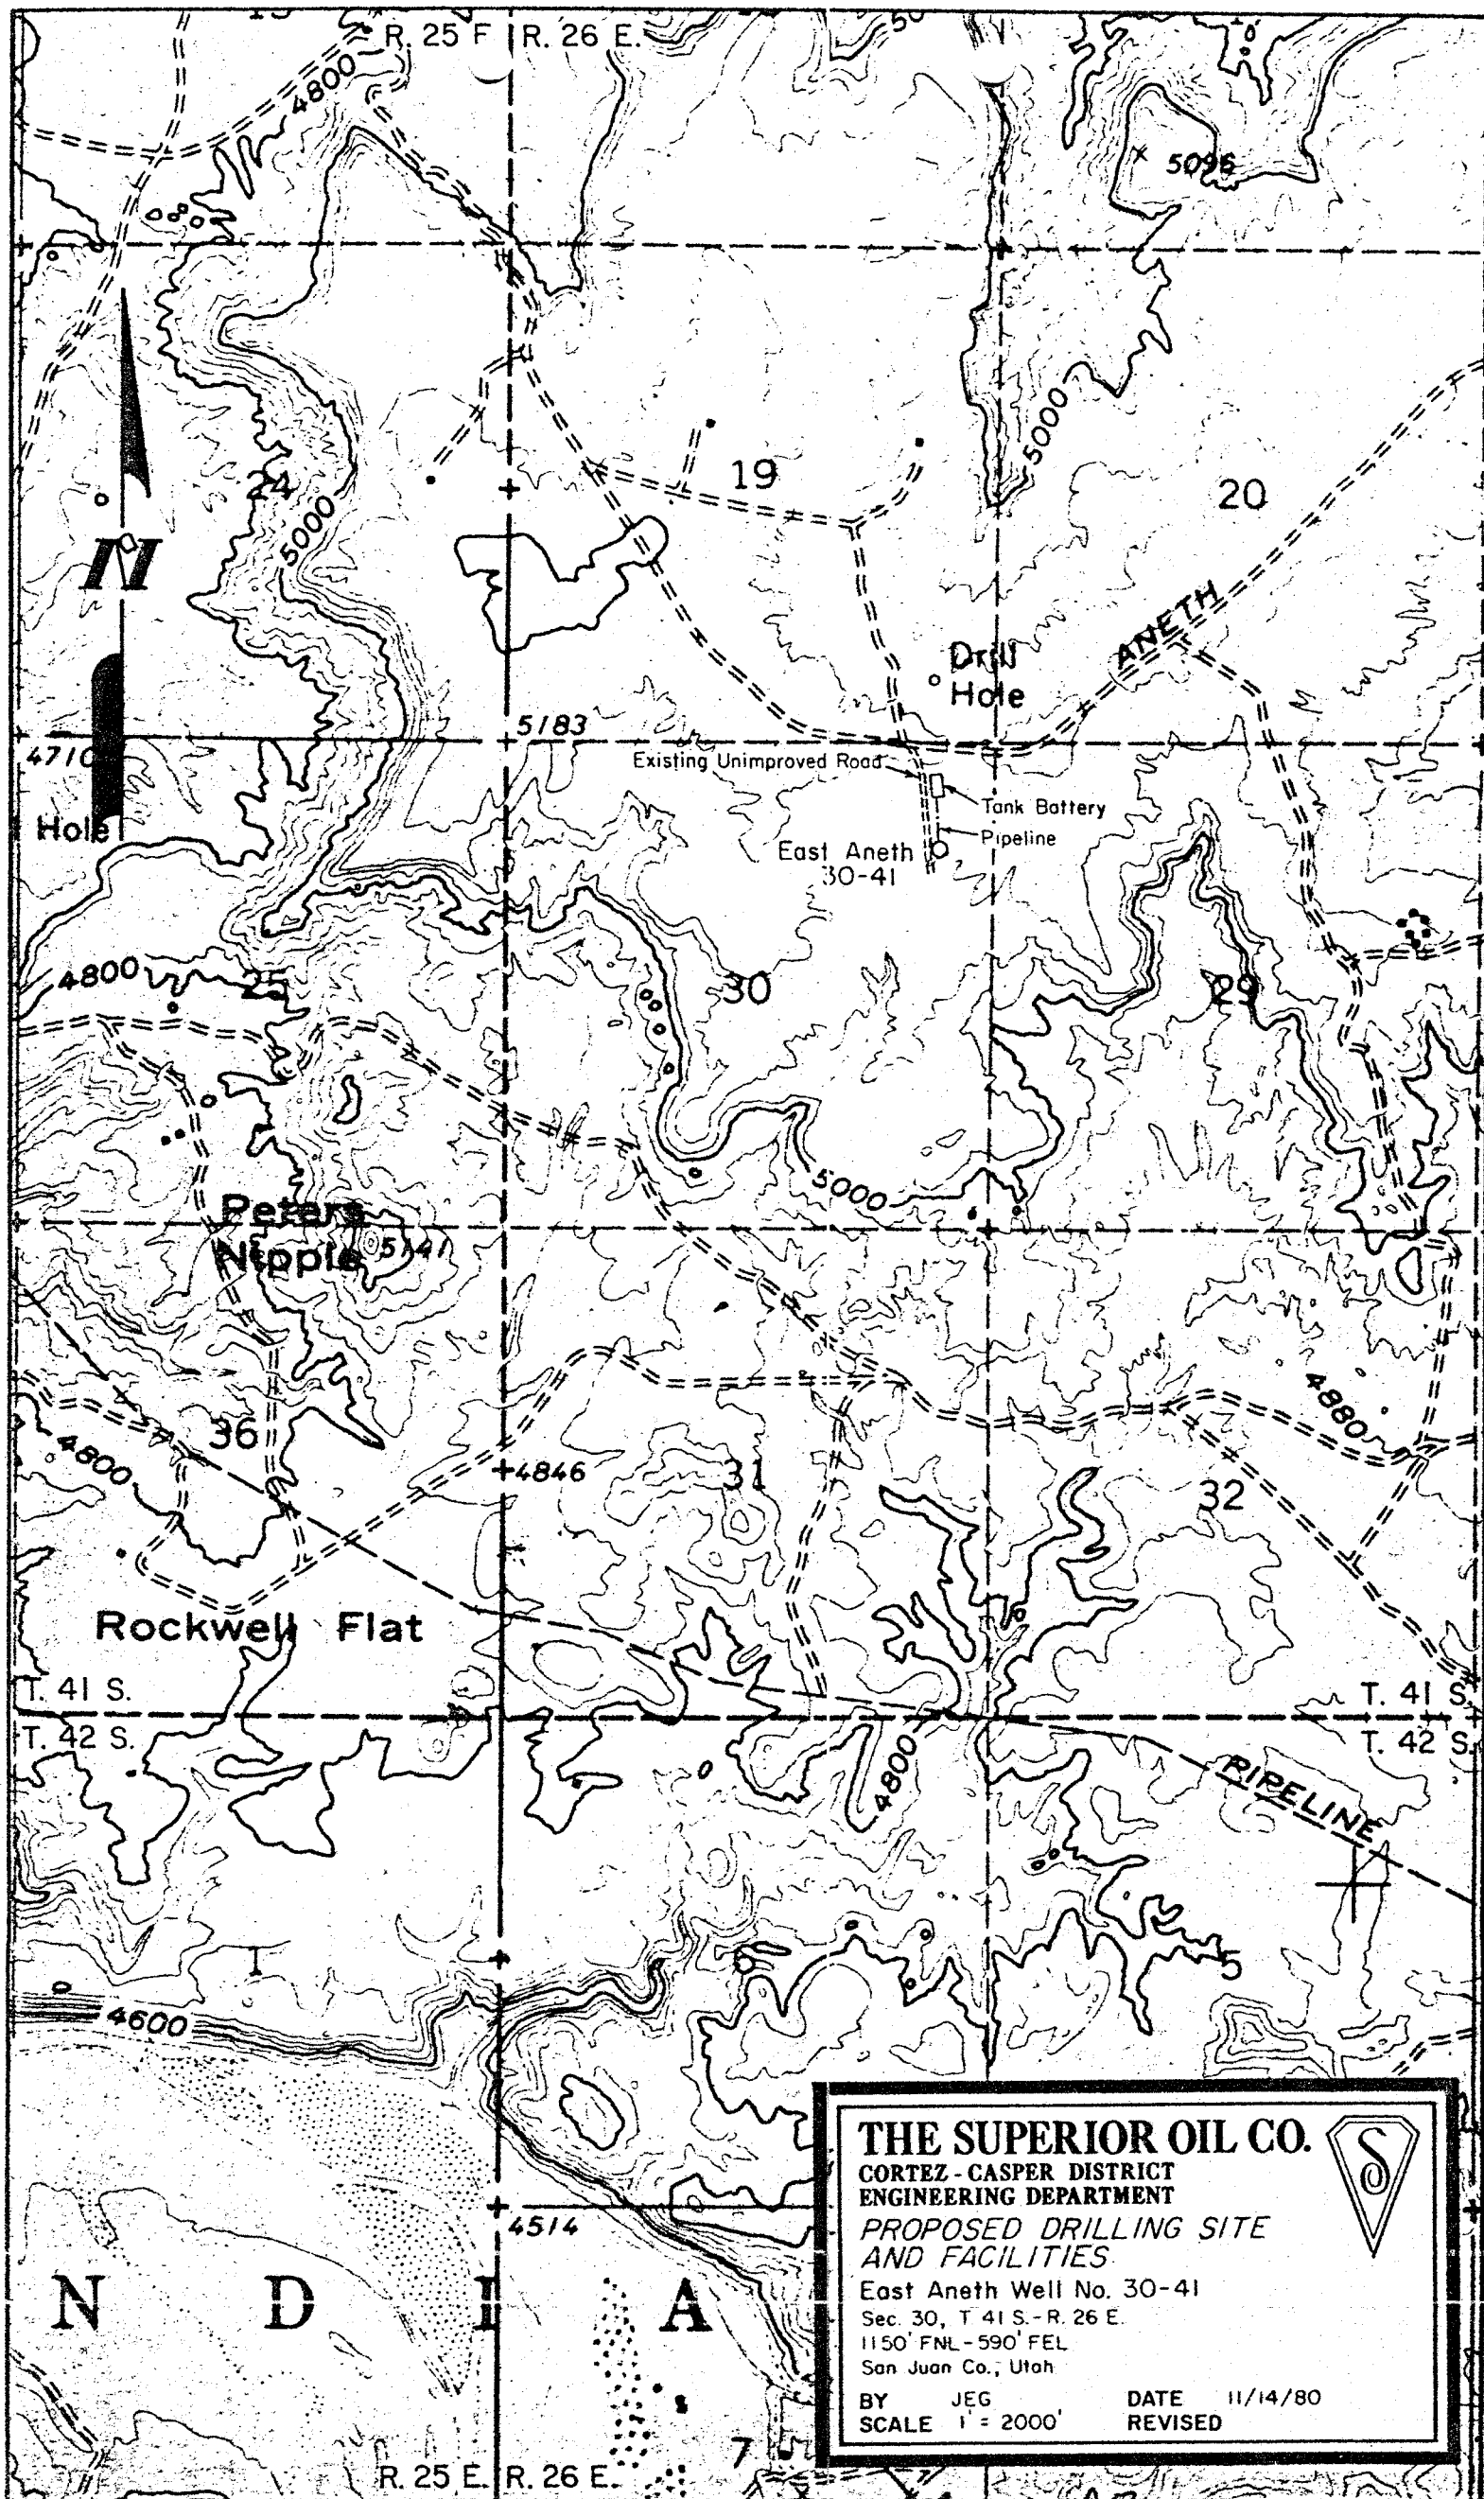 R. 25 E
R. 26 E.
4800
5096
24
5000
19
5000
20
ANETH
Drill
Hole
5183
4710
Existing Unimproved Road
Tank Battery
Pipeline
Hole
East Aneth
30-41
4800
25
30
29
Peters
Nipple
5141
5000
4880
36
4800
4846
31
32
Rockwell Flat
T. 41 S.
T. 42 S.
T. 41 S.
T. 42 S.
4800
PIPELINE
1
6
5
4600
4514
N D I A
7
R. 25 E.
R. 26 E.
THE SUPERIOR OIL CO.
CORTEZ - CASPER DISTRICT
ENGINEERING DEPARTMENT
PROPOSED DRILLING SITE
AND FACILITIES
East Aneth Well No. 30-41
Sec. 30, T 41 S.-R. 26 E.
1150' FNL-590' FEL
San Juan Co., Utah
BY JEG DATE 11/14/80
SCALE 1" = 2000' REVISED